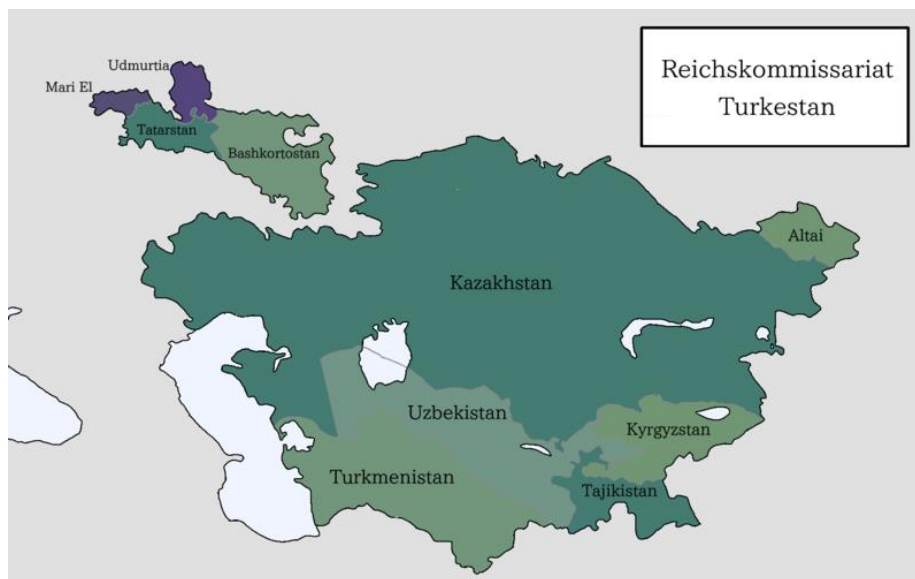 Reichskommissariat
Turkestan
Udmurtia
Mari El
Tatarstan
Bashkortostan
Altai
Kazakhstan
Uzbekistan
Kyrgyzstan
Turkmenistan
Tajikistan